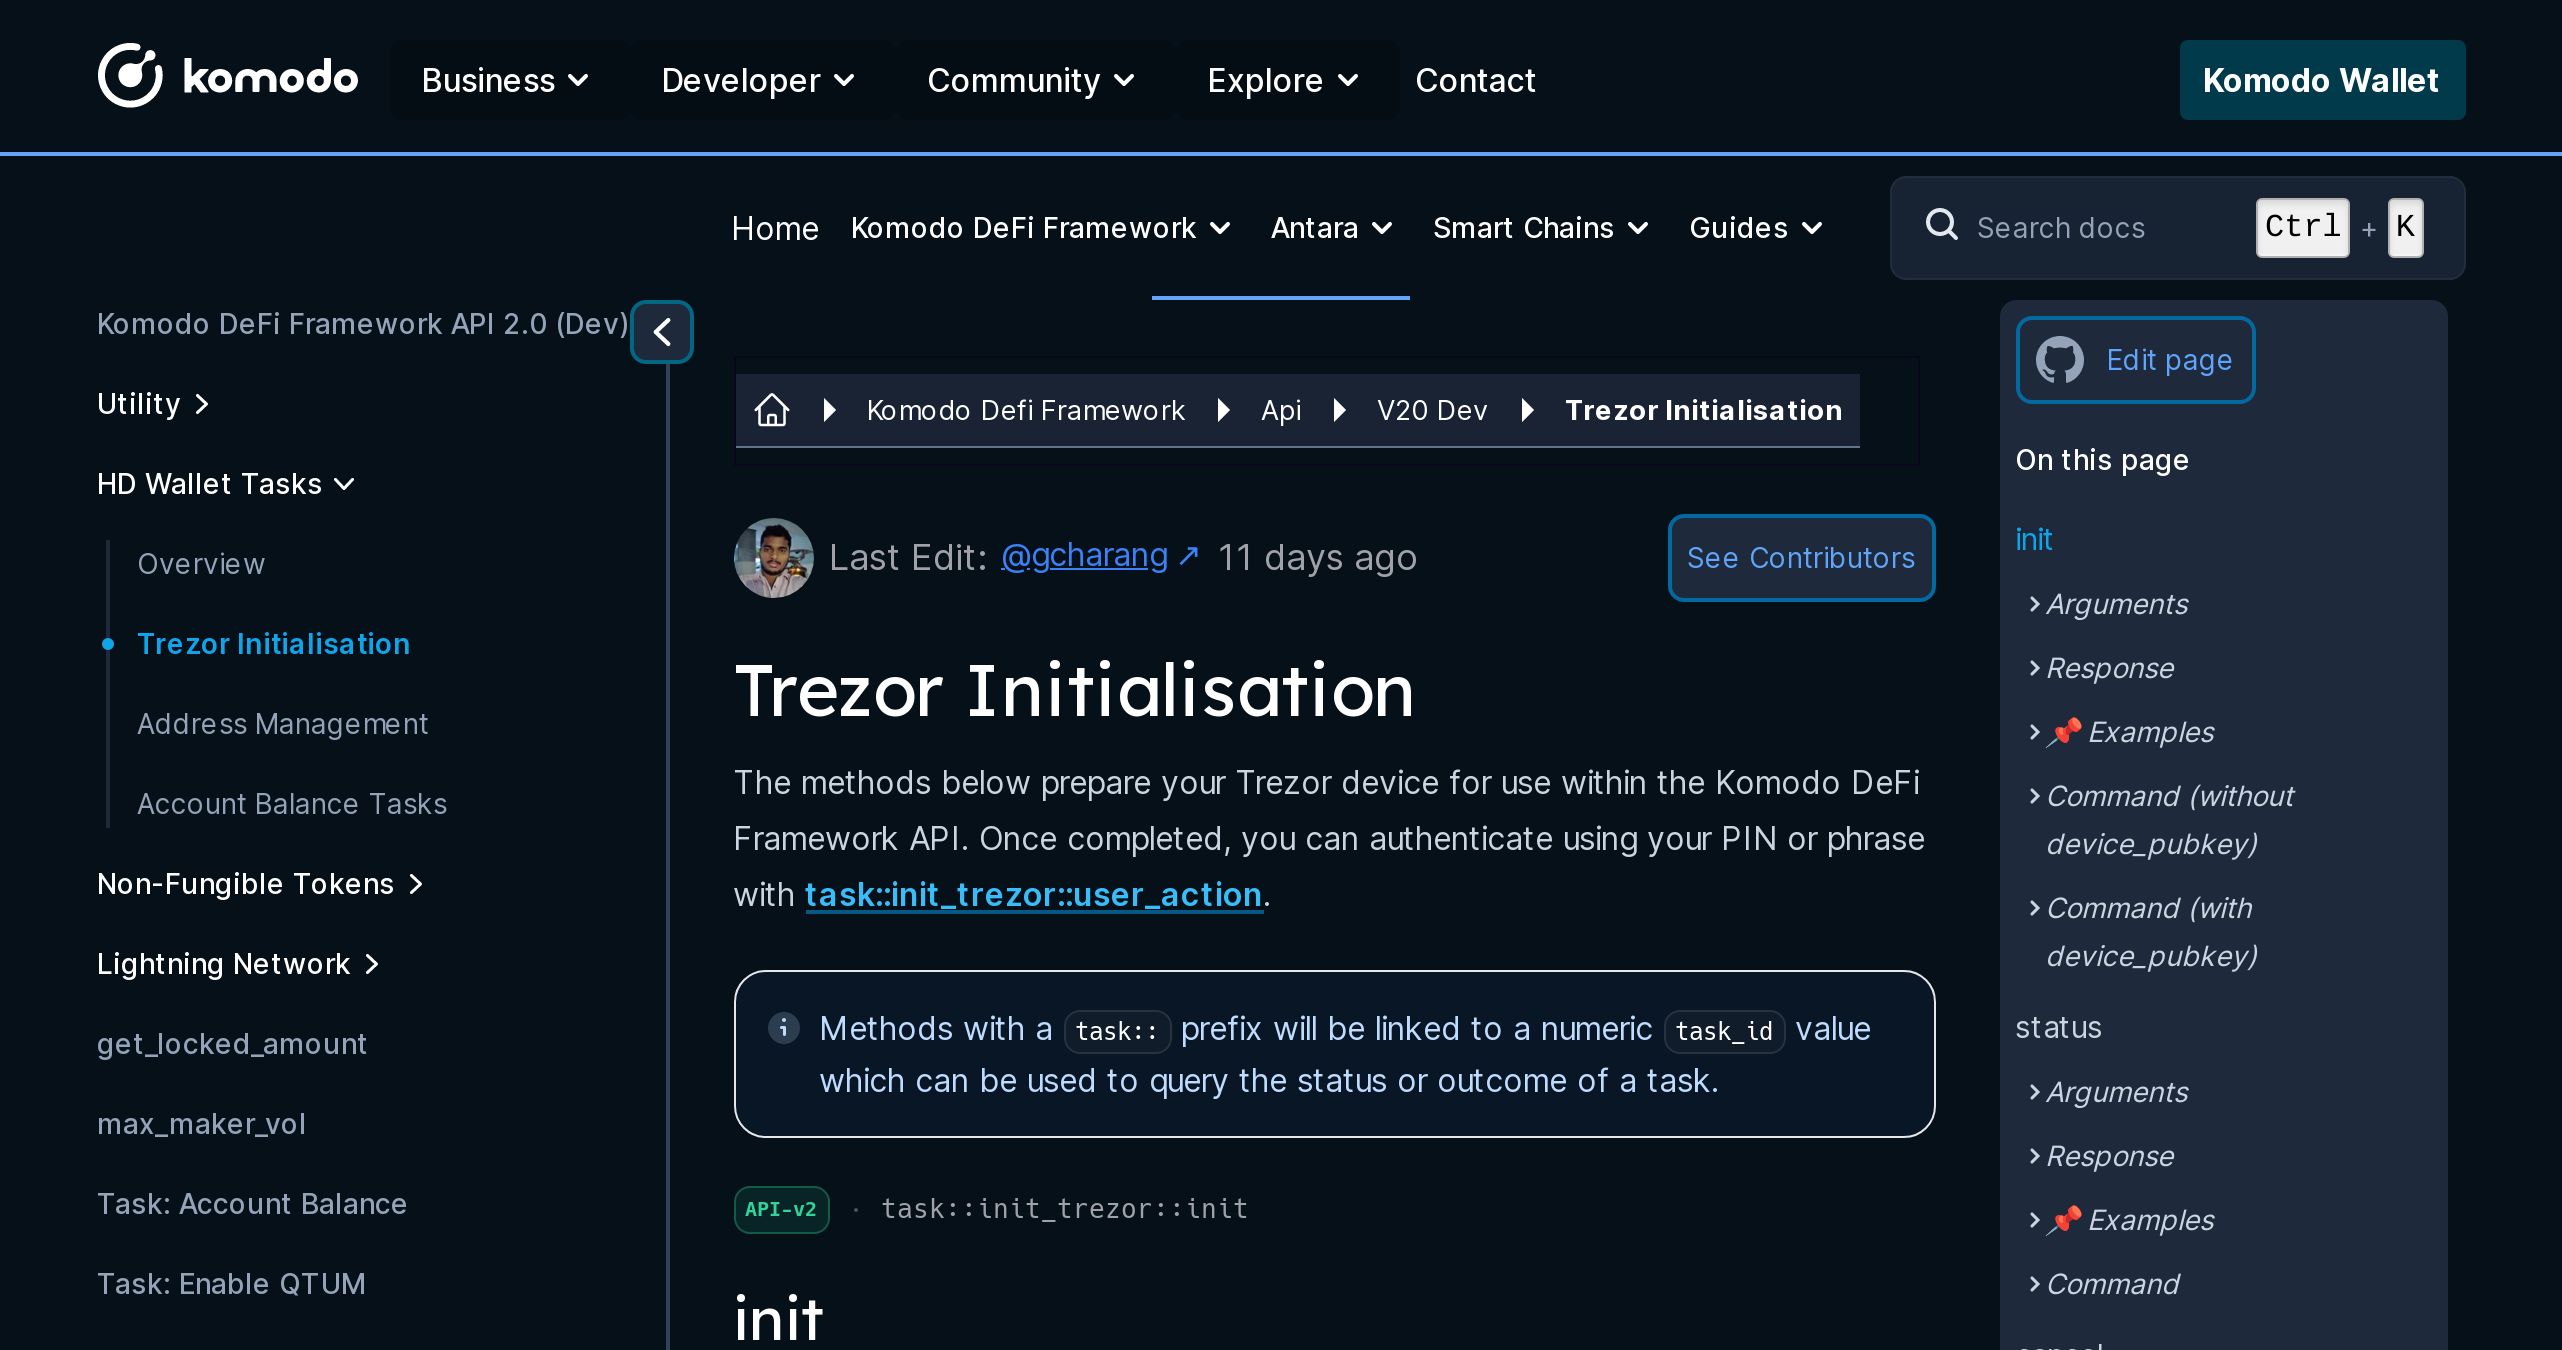 komodo
Business
Developer
Community
Explore
Contact
Komodo Wallet
Home
Komodo DeFi Framework
Antara
Smart Chains
Guides
Search docs
Ctrl + K
Komodo DeFi Framework API 2.0 (Dev)
Utility
HD Wallet Tasks
Overview
Trezor Initialisation
Address Management
Account Balance Tasks
Non-Fungible Tokens
Lightning Network
get_locked_amount
max_maker_vol
Task: Account Balance
Task: Enable QTUM
Komodo Defi Framework
Api
V20 Dev
Trezor Initialisation
Last Edit: @gcharang ↗ 11 days ago
See Contributors
Trezor Initialisation
The methods below prepare your Trezor device for use within the Komodo DeFi
Framework API. Once completed, you can authenticate using your PIN or phrase
with task::init_trezor::user_action.
Methods with a task:: prefix will be linked to a numeric task_id value
which can be used to query the status or outcome of a task.
API-v2 · task::init_trezor::init
init
Edit page
On this page
init
Arguments
Response
📌 Examples
Command (without
device_pubkey)
Command (with
device_pubkey)
status
Arguments
Response
📌 Examples
Command